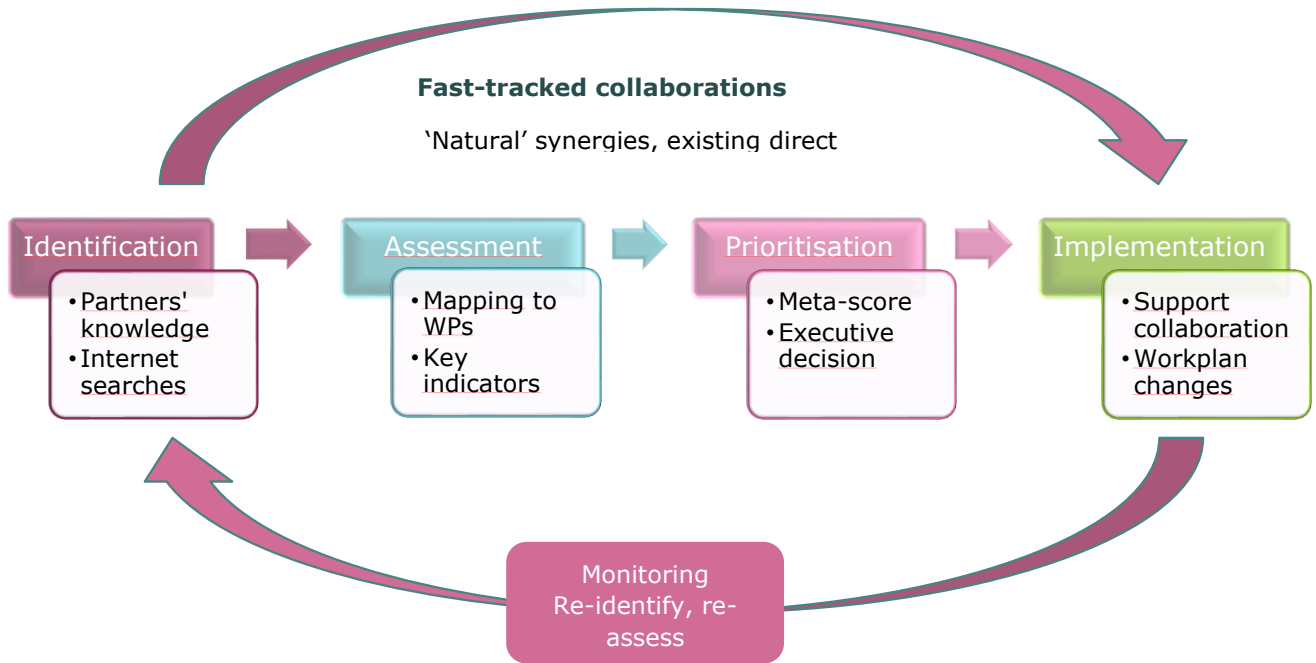 Fast-tracked collaborations
‘Natural’ synergies, existing direct
Identification
• Partners'
knowledge
• Internet
searches
Assessment
• Mapping to
WPs
• Key
indicators
Prioritisation
• Meta-score
• Executive
decision
Implementation
• Support
collaboration
• Workplan
changes
Monitoring
Re-identify, re-
assess